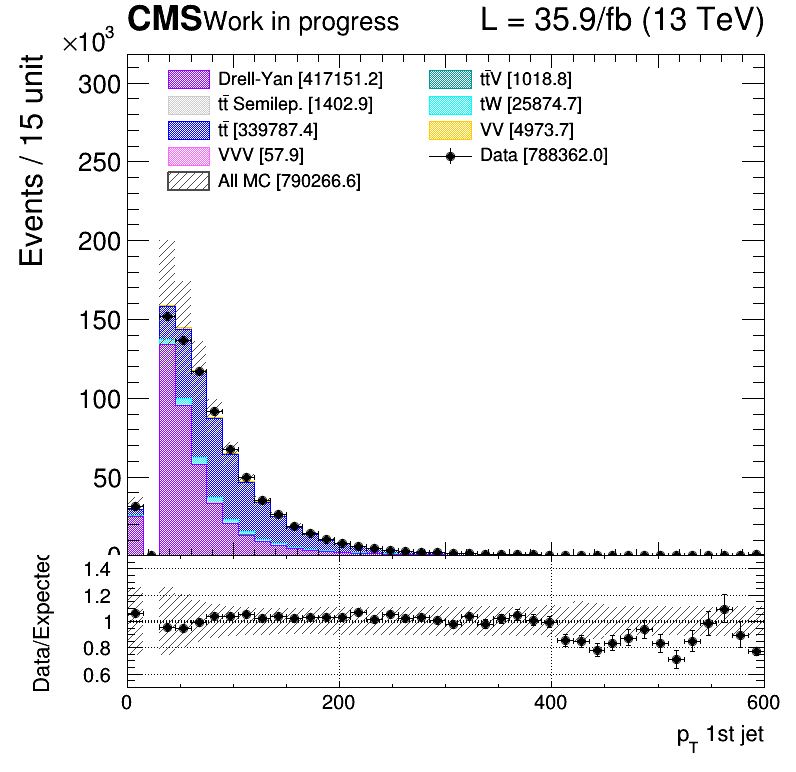 CMS Work in progress L = 35.9/fb (13 TeV)
×10³
Events / 15 unit
300
250
200
150
100
50
0
Drell-Yan [417151.2]
tt̄ Semilep. [1402.9]
tt̄ [339787.4]
VVV [57.9]
All MC [790266.6]
tt̄V [1018.8]
tW [25874.7]
VV [4973.7]
Data [788362.0]
Data/Expected
1.4
1.2
1
0.8
0.6
0 200 400 600
p_T 1st jet